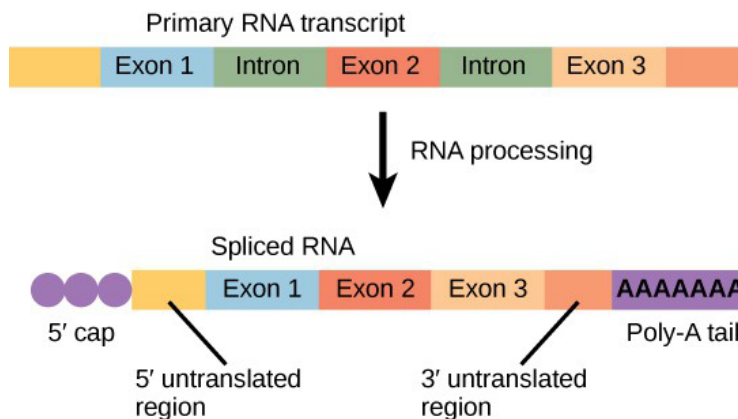 Primary RNA transcript
Exon 1 Intron Exon 2 Intron Exon 3
RNA processing
Spliced RNA
Exon 1 Exon 2 Exon 3 AAAAAAA
5′ cap Poly-A tail
5′ untranslated
region
3′ untranslated
region